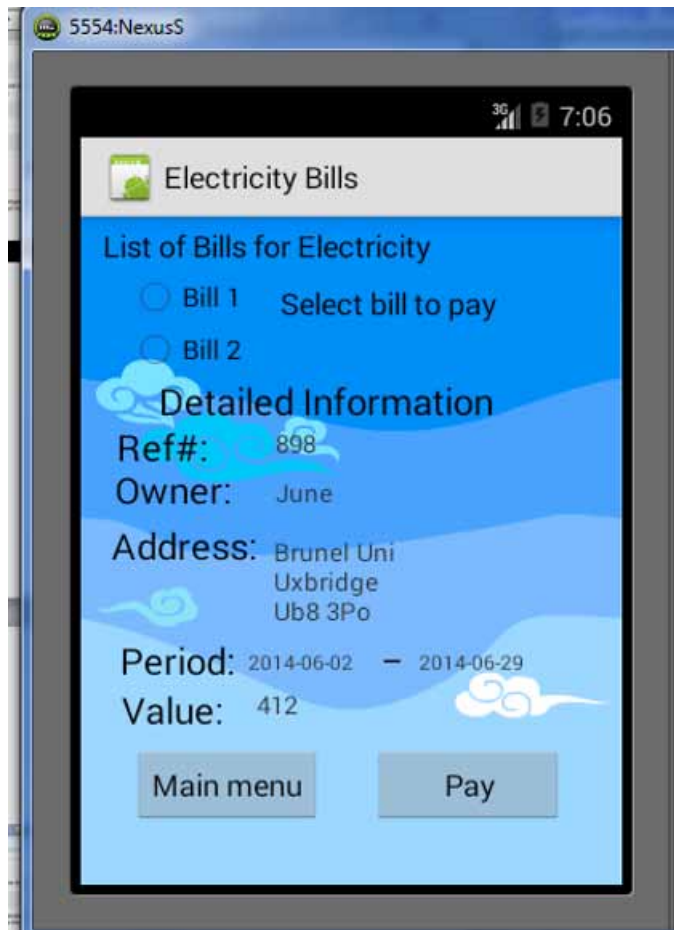 5554:NexusS
3G 7:06
Electricity Bills
List of Bills for Electricity
Bill 1 Select bill to pay
Bill 2
Detailed Information
Ref#: 898
Owner: June
Address: Brunel Uni
Uxbridge
Ub8 3Po
Period: 2014-06-02 – 2014-06-29
Value: 412
Main menu Pay